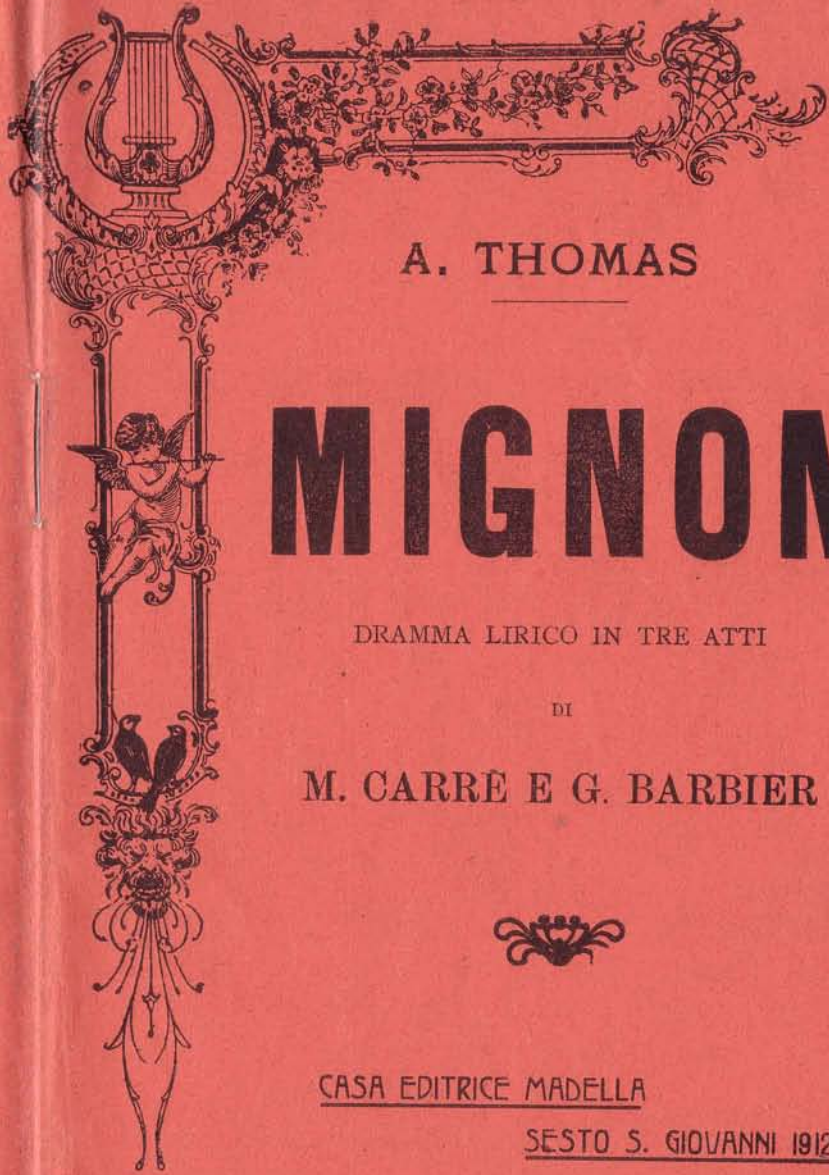 A. THOMAS
MIGNON
DRAMMA LIRICO IN TRE ATTI
DI
M. CARRÈ E G. BARBIER
CASA EDITRICE MADELLA
SESTO S. GIOVANNI 1912